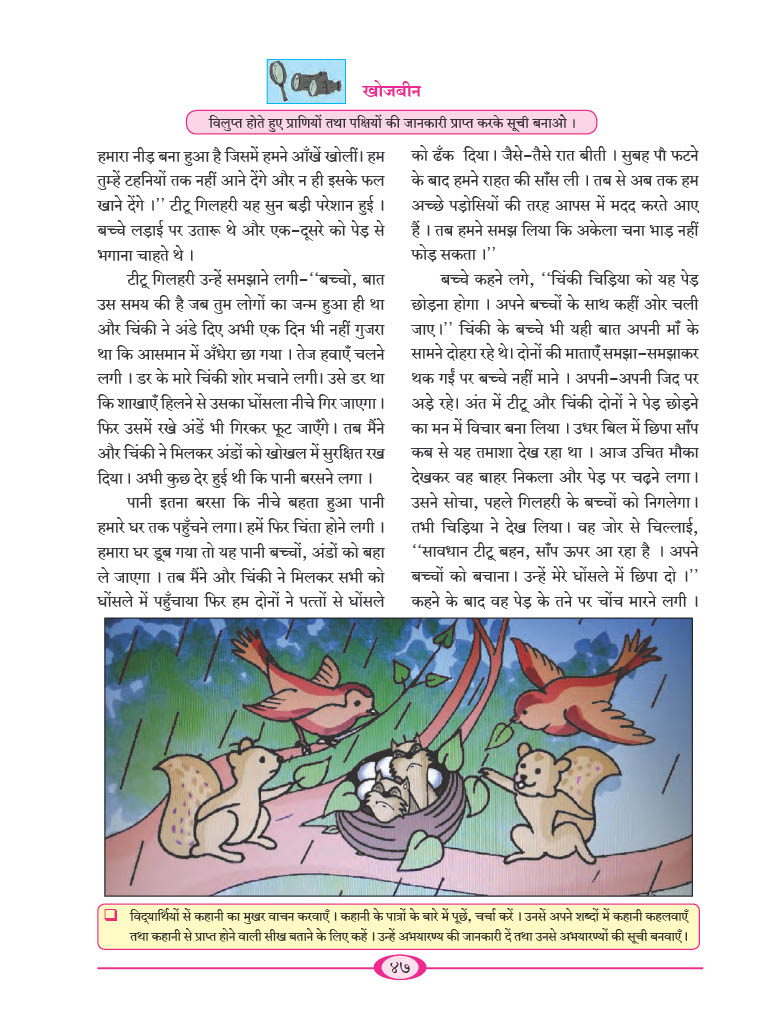 खोजबीन
विलुप्त होते हुए प्राणियों तथा पक्षियों की जानकारी प्राप्त करके सूची बनाओ ।
हमारा नीड़ बना हुआ है जिसमें हमने आँखें खोलीं। हम
तुम्हें टहनियों तक नहीं आने देंगे और न ही इसके फल
खाने देंगे ।’’ टीटू गिलहरी यह सुन बड़ी परेशान हुई ।
बच्चे लड़ाई पर उतारू थे और एक-दूसरे को पेड़ से
भगाना चाहते थे ।
टीटू गिलहरी उन्हें समझाने लगी-‘‘बच्चो, बात
उस समय की है जब तुम लोगों का जन्म हुआ ही था
और चिंकी ने अंडे दिए अभी एक दिन भी नहीं गुजरा
था कि आसमान में अँधेरा छा गया । तेज हवाएँ चलने
लगी । डर के मारे चिंकी शोर मचाने लगी। उसे डर था
कि शाखाएँ हिलने से उसका घोंसला नीचे गिर जाएगा।
फिर उसमें रखे अंडें भी गिरकर फूट जाएँगे । तब मैंने
और चिंकी ने मिलकर अंडों को खोखल में सुरक्षित रख
दिया। अभी कुछ देर हुई थी कि पानी बरसने लगा ।
पानी इतना बरसा कि नीचे बहता हुआ पानी
हमारे घर तक पहुँचने लगा। हमें फिर चिंता होने लगी ।
हमारा घर डूब गया तो यह पानी बच्चों, अंडों को बहा
ले जाएगा । तब मैंने और चिंकी ने मिलकर सभी को
घोंसले में पहुँचाया फिर हम दोनों ने पत्तों से घोंसले
को ढँक दिया। जैसे-तैसे रात बीती । सुबह पौ फटने
के बाद हमने राहत की साँस ली । तब से अब तक हम
अच्छे पड़ोसियों की तरह आपस में मदद करते आए
हैं । तब हमने समझ लिया कि अकेला चना भाड़ नहीं
फोड़ सकता ।’’
बच्चे कहने लगे, ‘‘चिंकी चिड़िया को यह पेड़
छोड़ना होगा । अपने बच्चों के साथ कहीं ओर चली
जाए।’’ चिंकी के बच्चे भी यही बात अपनी माँ के
सामने दोहरा रहे थे। दोनों की माताएँ समझा-समझाकर
थक गईं पर बच्चे नहीं माने । अपनी-अपनी जिद पर
अड़े रहे। अंत में टीटू और चिंकी दोनों ने पेड़ छोड़ने
का मन में विचार बना लिया। उधर बिल में छिपा साँप
कब से यह तमाशा देख रहा था । आज उचित मौका
देखकर वह बाहर निकला और पेड़ पर चढ़ने लगा।
उसने सोचा, पहले गिलहरी के बच्चों को निगलेगा।
तभी चिड़िया ने देख लिया। वह जोर से चिल्लाई,
‘‘सावधान टीटू बहन, साँप ऊपर आ रहा है । अपने
बच्चों को बचाना। उन्हें मेरे घोंसले में छिपा दो ।’’
कहने के बाद वह पेड़ के तने पर चोंच मारने लगी ।
❑ विद्‌यार्थियों सें कहानी का मुखर वाचन करवाएँ । कहानी के पात्रों के बारे में पूछें, चर्चा करें । उनसें अपने शब्दों में कहानी कहलवाएँ
तथा कहानी से प्राप्त होने वाली सीख बताने के लिए कहें । उन्हें अभयारण्य की जानकारी दें तथा उनसे अभयारण्यों की सूची बनवाएँ।
४७